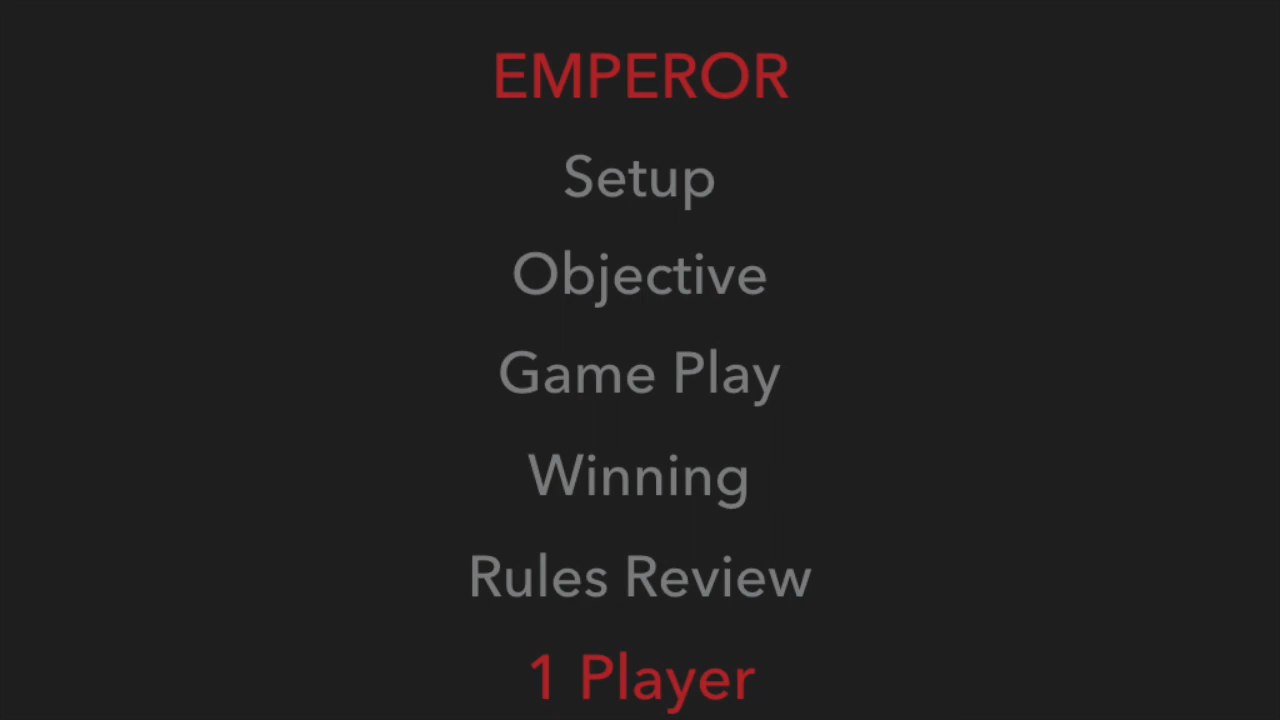 EMPEROR
Setup
Objective
Game Play
Winning
Rules Review
1 Player